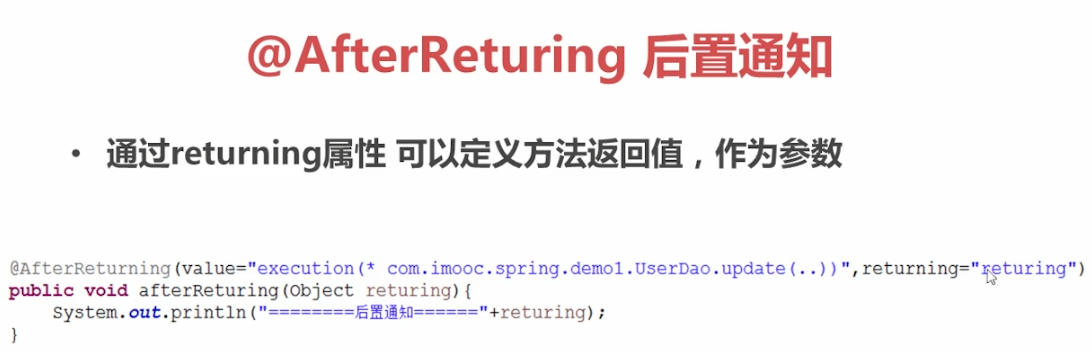 @AfterReturing 后置通知
• 通过returning属性 可以定义方法返回值，作为参数
@AfterReturning(value="execution(* com.imooc.spring.demo1.UserDao.update(..))",returning="returing")
public void afterReturing(Object returing){
    System.out.println("========后置通知======"+returing);
}